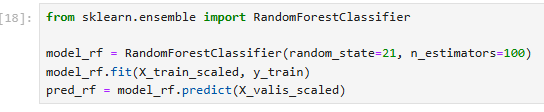 [18]:
from sklearn.ensemble import RandomForestClassifier
model_rf = RandomForestClassifier(random_state=21, n_estimators=100)
model_rf.fit(X_train_scaled, y_train)
pred_rf = model_rf.predict(X_valis_scaled)